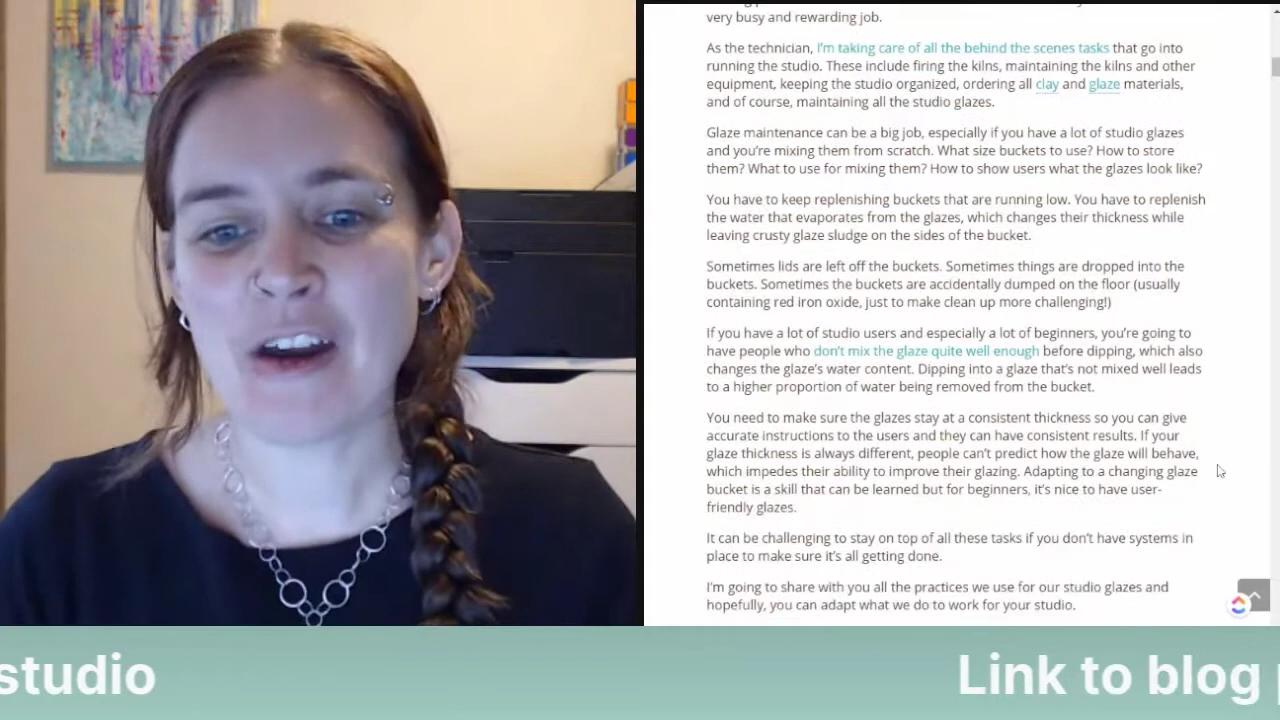 very busy and rewarding job.
As the technician, I'm taking care of all the behind the scenes tasks that go into
running the studio. These include firing the kilns, maintaining the kilns and other
equipment, keeping the studio organized, ordering all clay and glaze materials,
and of course, maintaining all the studio glazes.
Glaze maintenance can be a big job, especially if you have a lot of studio glazes
and you're mixing them from scratch. What size buckets to use? How to store
them? What to use for mixing them? How to show users what the glazes look like?
You have to keep replenishing buckets that are running low. You have to replenish
the water that evaporates from the glazes, which changes their thickness while
leaving crusty glaze sludge on the sides of the bucket.
Sometimes lids are left off the buckets. Sometimes things are dropped into the
buckets. Sometimes the buckets are accidentally dumped on the floor (usually
containing red iron oxide, just to make clean up more challenging!)
If you have a lot of studio users and especially a lot of beginners, you're going to
have people who don't mix the glaze quite well enough before dipping, which also
changes the glaze's water content. Dipping into a glaze that's not mixed well leads
to a higher proportion of water being removed from the bucket.
You need to make sure the glazes stay at a consistent thickness so you can give
accurate instructions to the users and they can have consistent results. If your
glaze thickness is always different, people can't predict how the glaze will behave,
which impedes their ability to improve their glazing. Adapting to a changing glaze
bucket is a skill that can be learned but for beginners, it's nice to have user-
friendly glazes.
It can be challenging to stay on top of all these tasks if you don't have systems in
place to make sure it's all getting done.
I'm going to share with you all the practices we use for our studio glazes and
hopefully, you can adapt what we do to work for your studio.
studio
Link to blog